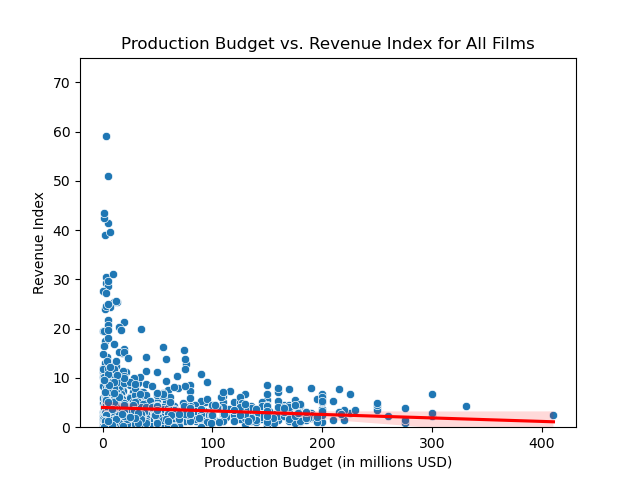 Production Budget vs. Revenue Index for All Films
70
60
50
40
30
20
10
0
Revenue Index
0 100 200 300 400
Production Budget (in millions USD)